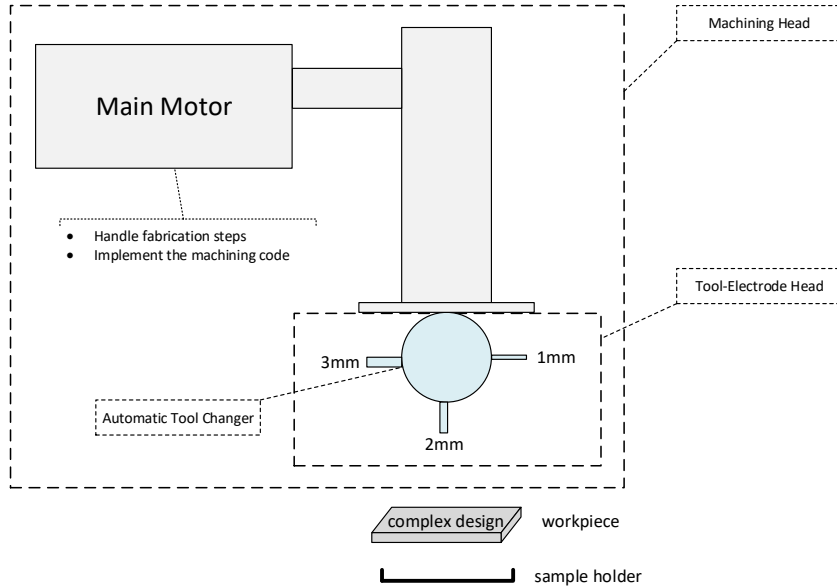 Machining Head
Main Motor
• Handle fabrication steps
• Implement the machining code
Tool-Electrode Head
3mm
1mm
Automatic Tool Changer
2mm
complex design
workpiece
sample holder